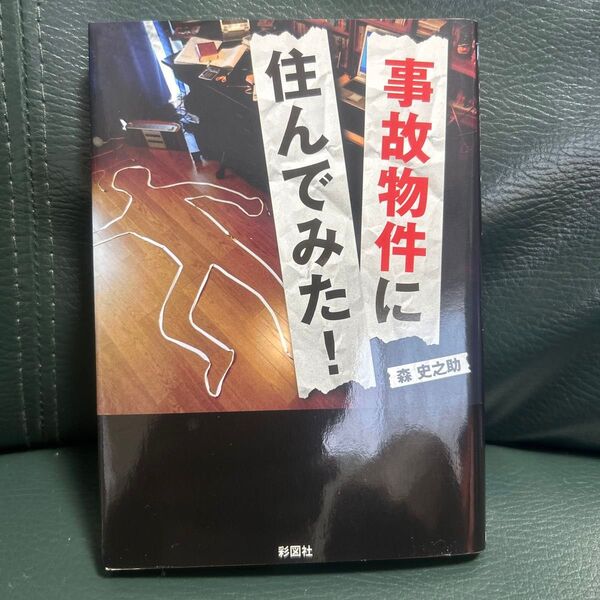 事故物件に
住んでみた!
森 史之助
彩図社